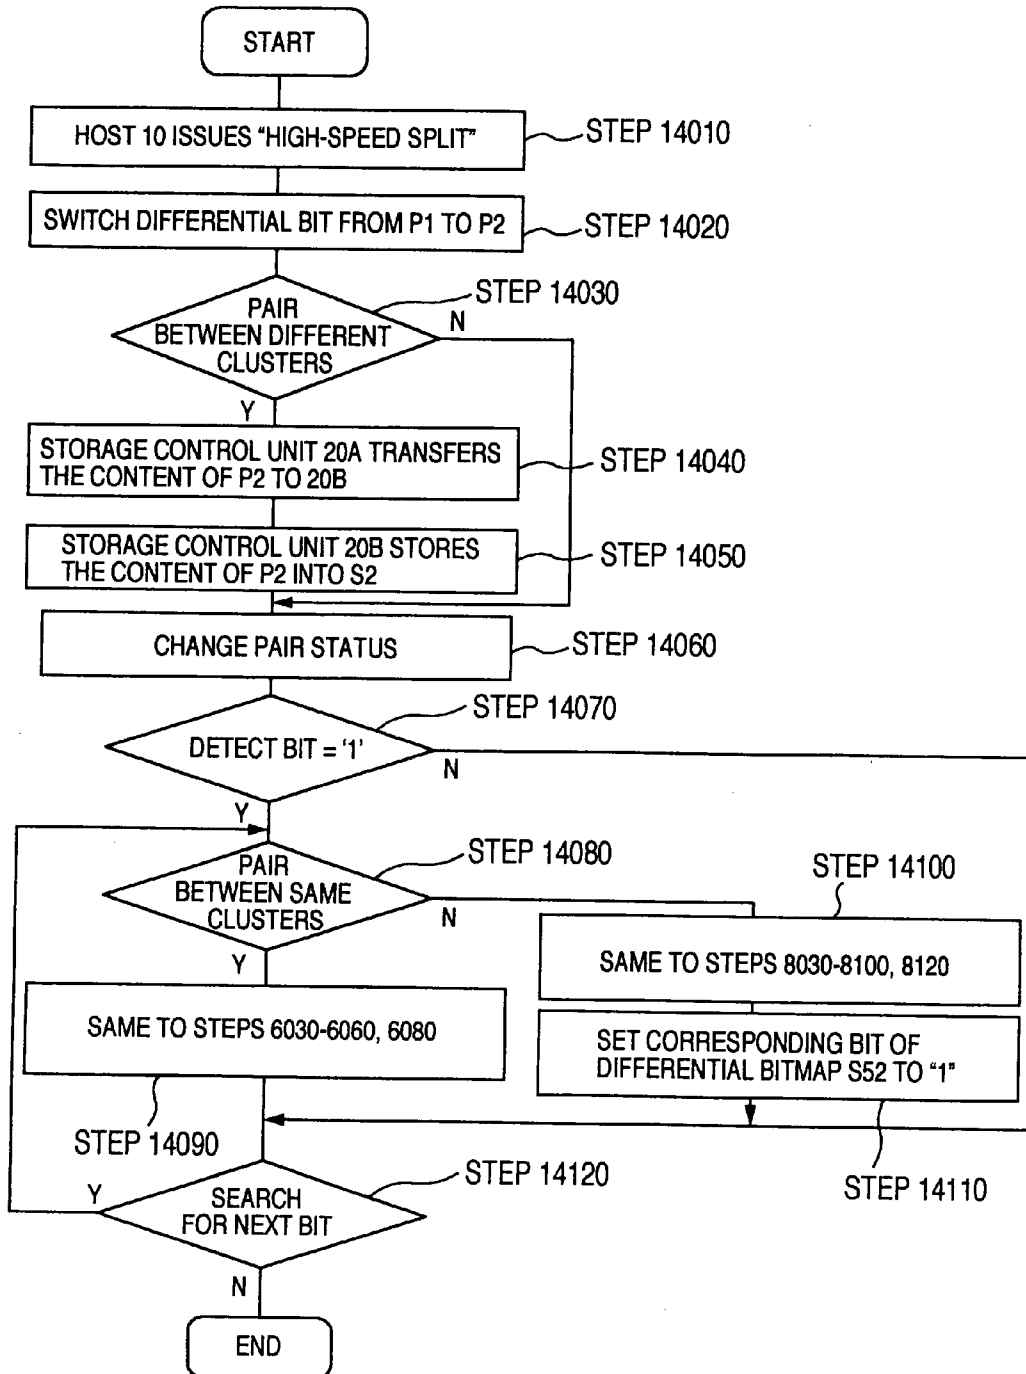 START
HOST 10 ISSUES “HIGH-SPEED SPLIT”
STEP 14010
SWITCH DIFFERENTIAL BIT FROM P1 TO P2
STEP 14020
STEP 14030
PAIR
BETWEEN DIFFERENT
CLUSTERS
N
Y
STORAGE CONTROL UNIT 20A TRANSFERS
THE CONTENT OF P2 TO 20B
STEP 14040
STORAGE CONTROL UNIT 20B STORES
THE CONTENT OF P2 INTO S2
STEP 14050
CHANGE PAIR STATUS
STEP 14060
STEP 14070
DETECT BIT = ‘1’
N
Y
STEP 14080
PAIR
BETWEEN SAME
CLUSTERS
N
Y
STEP 14100
SAME TO STEPS 8030-8100, 8120
SAME TO STEPS 6030-6060, 6080
SET CORRESPONDING BIT OF
DIFFERENTIAL BITMAP S52 TO “1”
STEP 14090
STEP 14110
STEP 14120
SEARCH
FOR NEXT BIT
Y
N
END